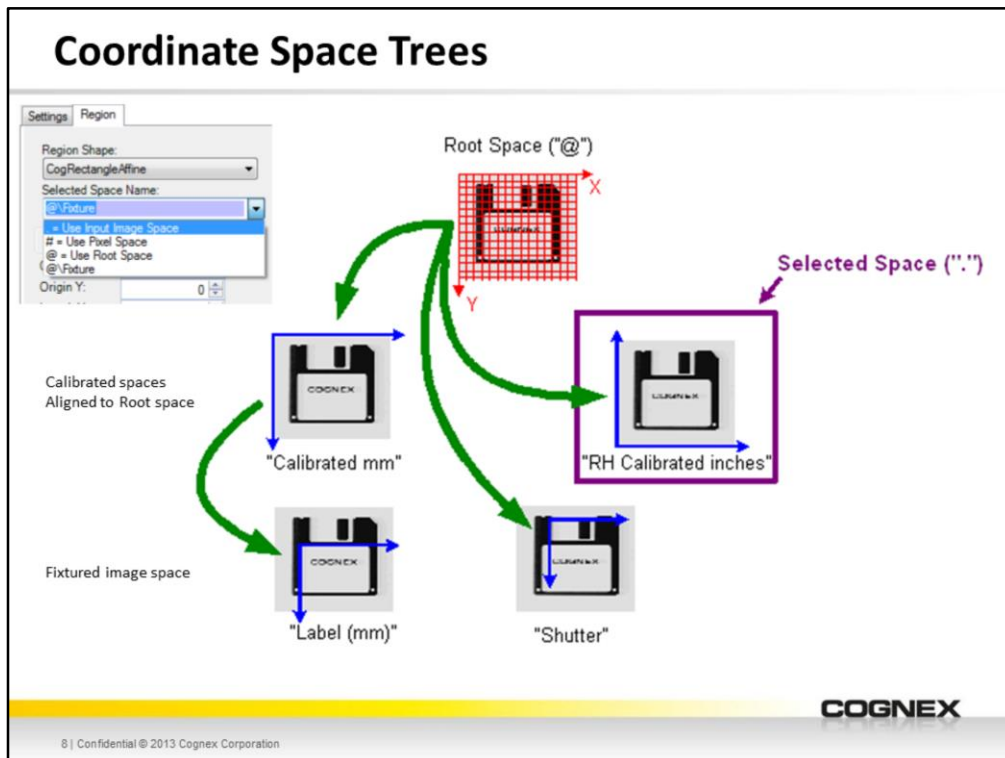 Coordinate Space Trees
Settings Region
Region Shape:
CogRectangleAffine
Selected Space Name:
@\Fixture
. = Use Input Image Space
# = Use Pixel Space
@ = Use Root Space
@\Fixture
Origin Y: 0
Root Space ("@")
X
Y
Selected Space (".")
Calibrated spaces
Aligned to Root space
COGNEX
"Calibrated mm"
COGNEX
"RH Calibrated inches"
Fixtured image space
COGNEX
"Label (mm)"
COGNEX
"Shutter"
COGNEX
8| Confidential © 2013 Cognex Corporation